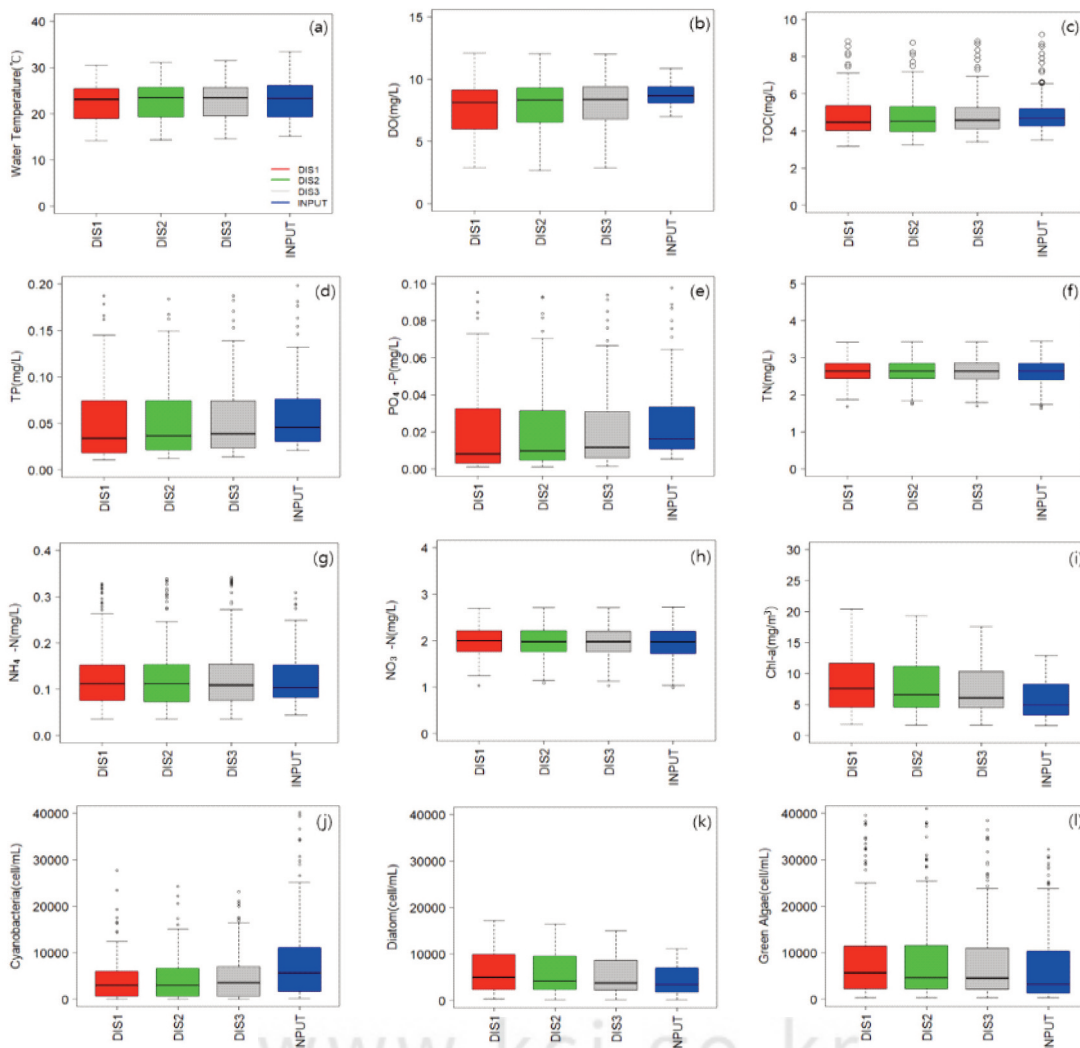 (a)
Water Temperature(℃)
40
30
20
10
0
DIS1
DIS2
DIS3
INPUT
DIS1
DIS2
DIS3
INPUT
(b)
DO(mg/L)
15
10
5
0
DIS1
DIS2
DIS3
INPUT
(c)
TOC(mg/L)
10
8
6
4
2
0
DIS1
DIS2
DIS3
INPUT
(d)
TP(mg/L)
0.20
0.15
0.10
0.05
0.00
DIS1
DIS2
DIS3
INPUT
(e)
PO₄ -P(mg/L)
0.10
0.08
0.06
0.04
0.02
0.00
DIS1
DIS2
DIS3
INPUT
(f)
TN(mg/L)
5
4
3
2
1
0
DIS1
DIS2
DIS3
INPUT
(g)
NH₄ -N(mg/L)
0.4
0.3
0.2
0.1
0.0
DIS1
DIS2
DIS3
INPUT
(h)
NO₃ -N(mg/L)
4
3
2
1
0
DIS1
DIS2
DIS3
INPUT
(i)
Chl-a(mg/m³)
30
25
20
15
10
5
0
DIS1
DIS2
DIS3
INPUT
(j)
Cyanobacteria(cell/mL)
40000
30000
20000
10000
0
DIS1
DIS2
DIS3
INPUT
(k)
Diatom(cell/mL)
40000
30000
20000
10000
0
DIS1
DIS2
DIS3
INPUT
(l)
Green Algae(cell/mL)
40000
30000
20000
10000
0
DIS1
DIS2
DIS3
INPUT